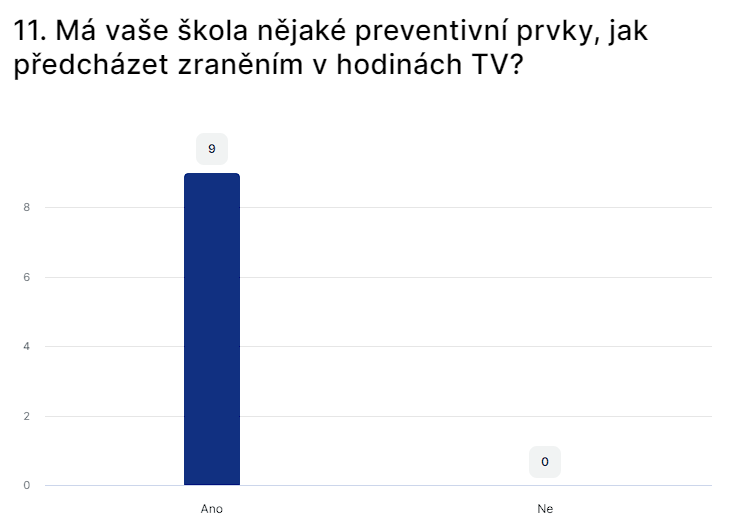 11. Má vaše škola nějaké preventivní prvky, jak
předcházet zraněním v hodinách TV?
9
8
6
4
2
0
0
Ano
Ne